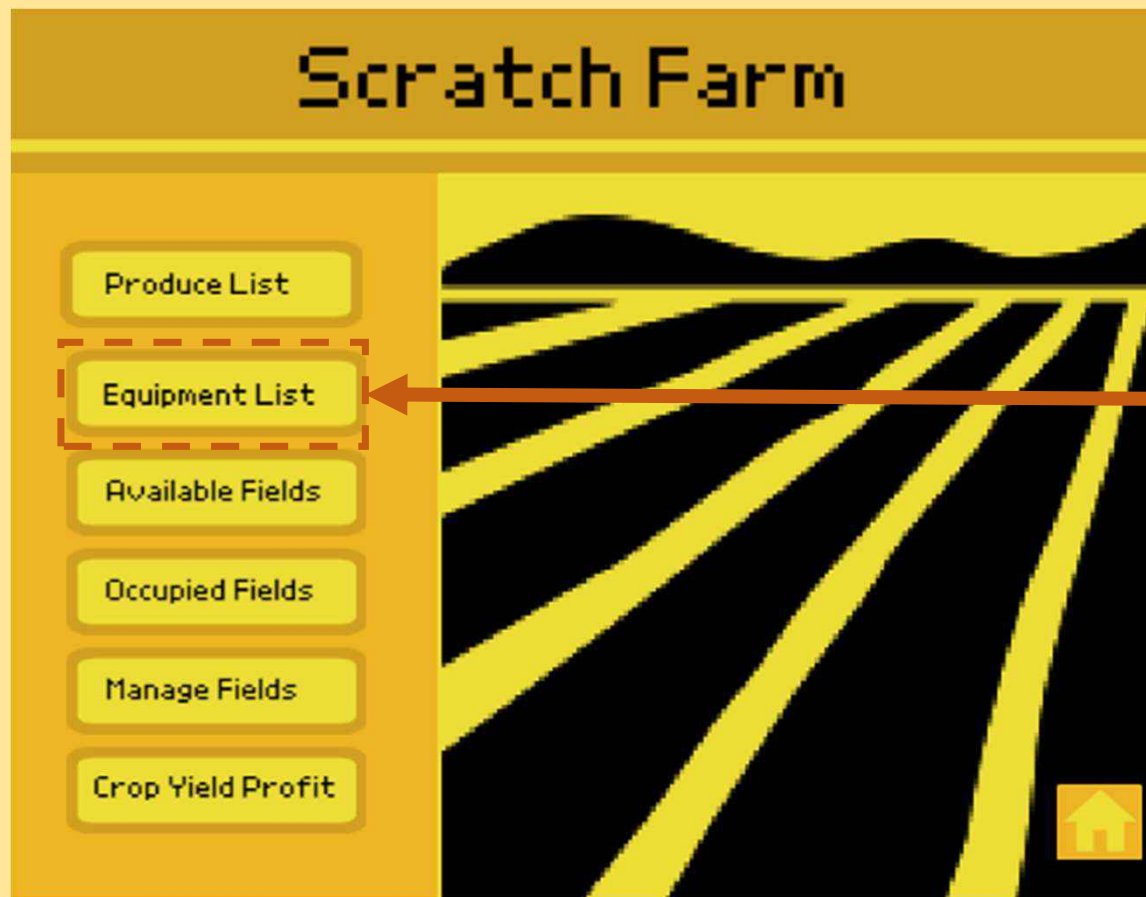 Scratch Farm
Produce List
Equipment List
Available Fields
Occupied Fields
Manage Fields
Crop Yield Profit